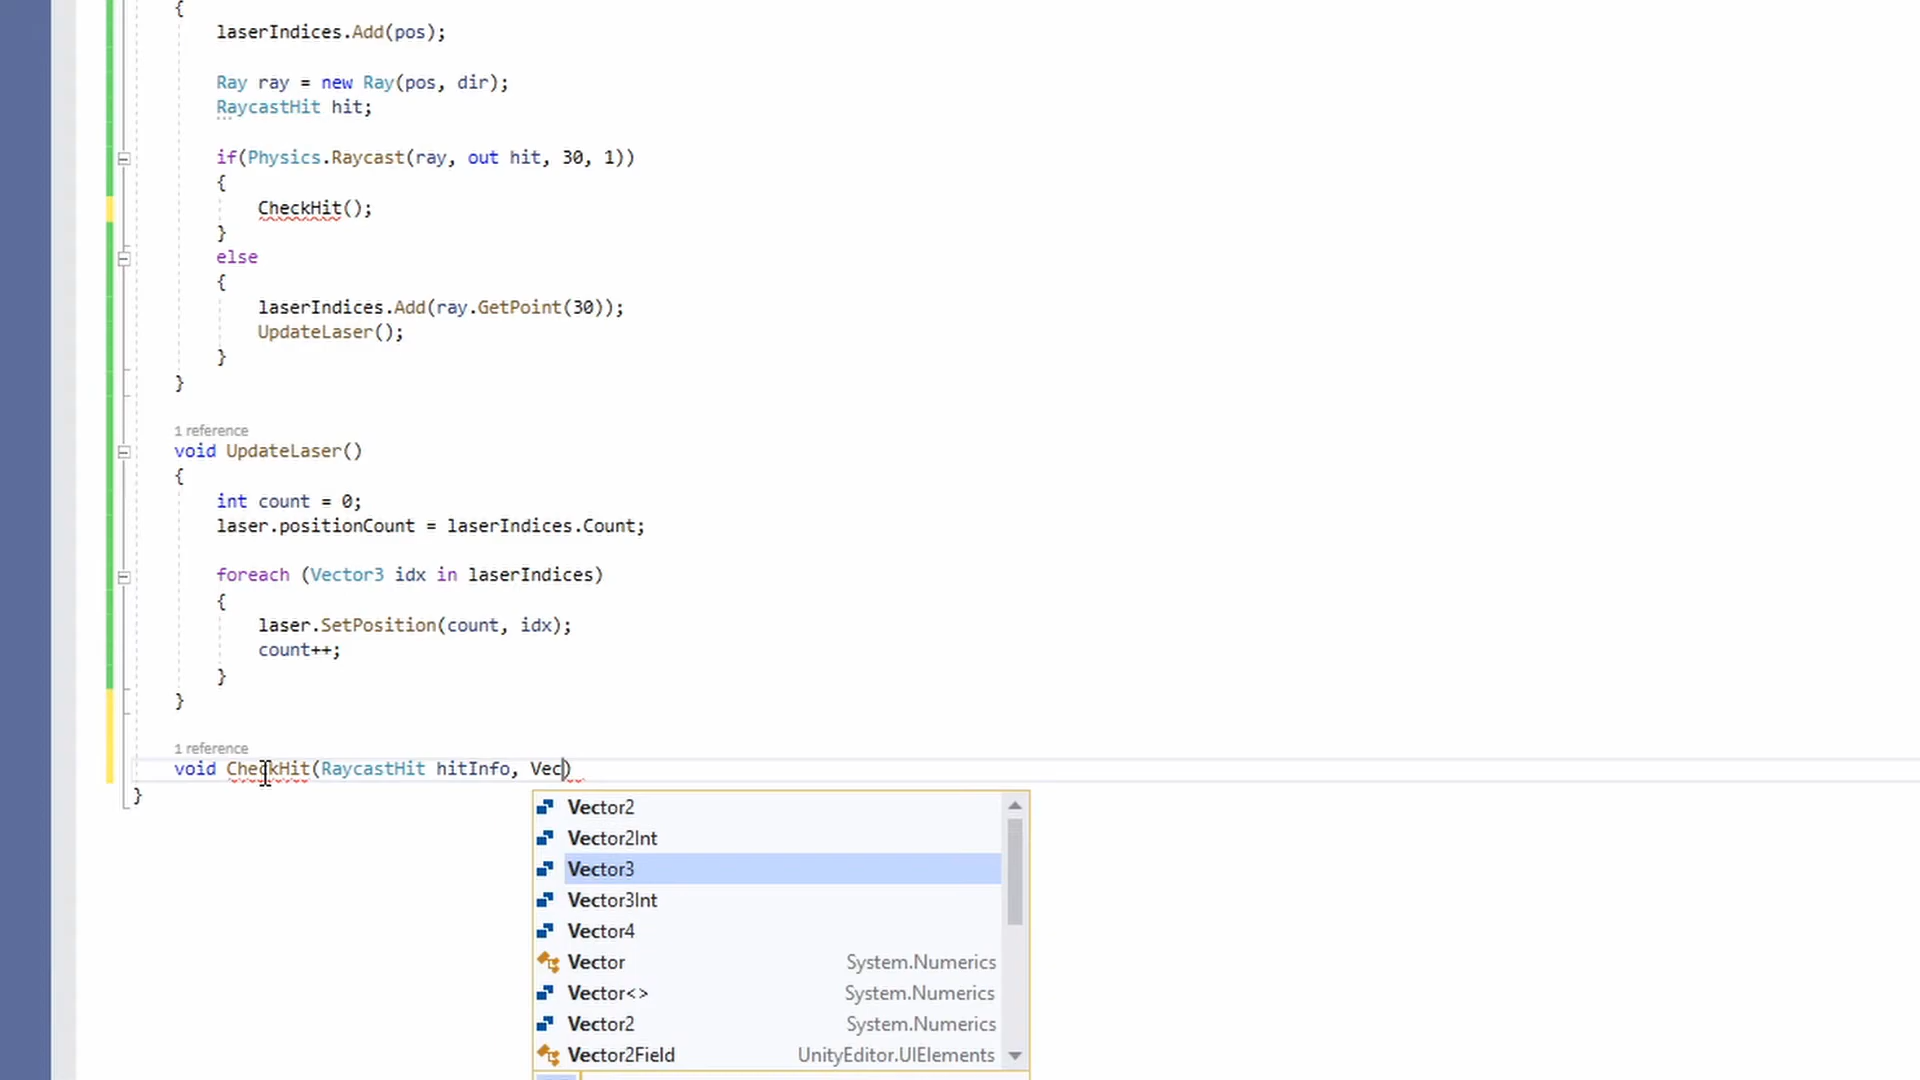 {
laserIndices.Add(pos);
Ray ray = new Ray(pos, dir);
RaycastHit hit;
if(Physics.Raycast(ray, out hit, 30, 1))
{
CheckHit();
}
else
{
laserIndices.Add(ray.GetPoint(30));
UpdateLaser();
}
}
1 reference
void UpdateLaser()
{
int count = 0;
laser.positionCount = laserIndices.Count;
foreach (Vector3 idx in laserIndices)
{
laser.SetPosition(count, idx);
count++;
}
}
1 reference
void CheckHit(RaycastHit hitInfo, Vec)
}
Vector2
Vector2Int
Vector3
Vector3Int
Vector4
Vector System.Numerics
Vector<> System.Numerics
Vector2 System.Numerics
Vector2Field UnityEditor.UIElements